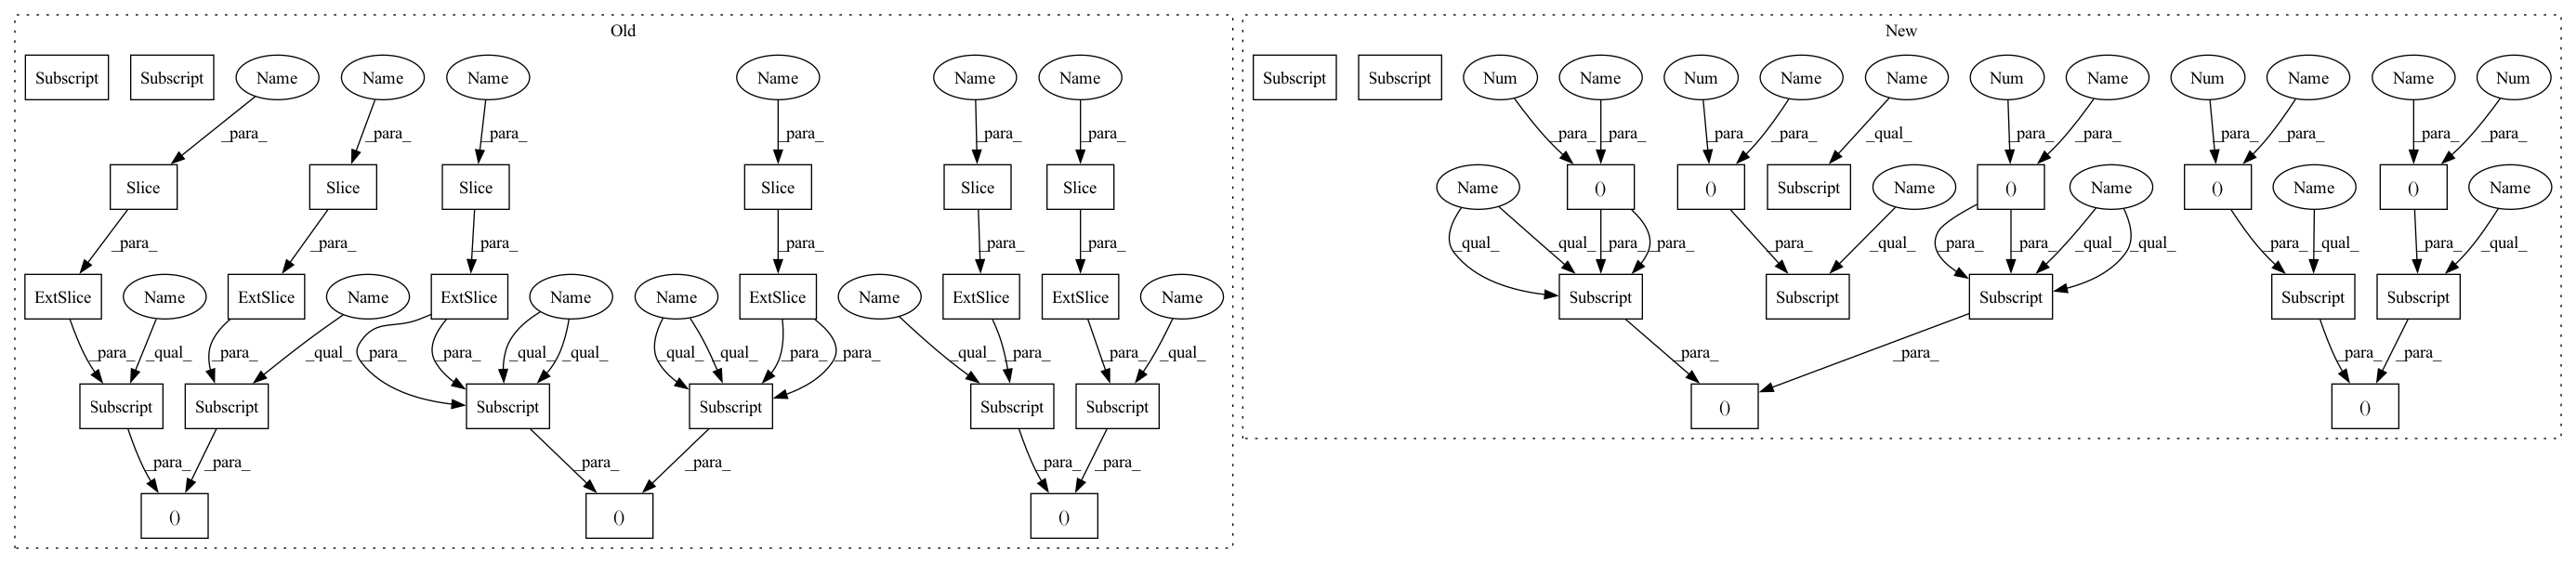 Old New
Subscript Subscript Name Name Name Name Name Name Subscript Subscript Num Name Num Name Name Num Name Num Name Name Num
_para_ _para_ _para_ _para_ _para_ _para_ _para_ _para_ _para_ _para_ _qual_ _para_ _para_ _para_ _para_ _para_ _para_
Slice Slice Slice Slice Slice Slice Name () () Subscript Name () Name () Name () Name
_para_ _para_ _para_ _para_ _para_ _para_ _qual_ _qual_ _para_ _para_ _para_ _qual_ _para_ _para_ _qual_ _qual_ _para_ _qual_ _para_ _qual_
ExtSlice Name ExtSlice Name ExtSlice Name Name ExtSlice Name ExtSlice ExtSlice Name Subscript Subscript Subscript Subscript Subscript
_para_ _qual_ _para_ _qual_ _para_ _para_ _qual_ _qual_ _qual_ _qual_ _para_ _para_ _qual_ _para_ _para_ _qual_ _para_ _para_ _para_ _para_
Subscript Subscript Subscript Subscript Subscript Subscript () ()
_para_ _para_ _para_ _para_ _para_ _para_
() () ()